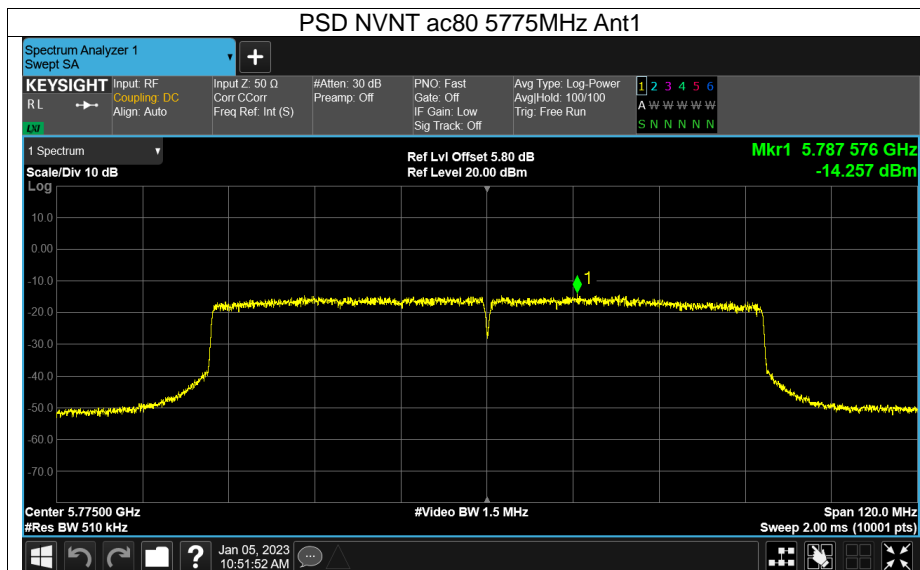 PSD NVNT ac80 5775MHz Ant1
Spectrum Analyzer 1
Swept SA
KEYSIGHT
R L
LXI
Input: RF
Coupling: DC
Align: Auto
Input Z: 50 Ω
Corr CCorr
Freq Ref: Int (S)
#Atten: 30 dB
Preamp: Off
PNO: Fast
Gate: Off
IF Gain: Low
Sig Track: Off
Avg Type: Log-Power
Avg|Hold: 100/100
Trig: Free Run
1 2 3 4 5 6
A W W W W W
S N N N N N
1 Spectrum
Scale/Div 10 dB
Log
Ref Lvl Offset 5.80 dB
Ref Level 20.00 dBm
Mkr1 5.787 576 GHz
-14.257 dBm
10.0
0.00
-10.0
-20.0
-30.0
-40.0
-50.0
-60.0
-70.0
1
Center 5.77500 GHz
#Res BW 510 kHz
#Video BW 1.5 MHz
Span 120.0 MHz
Sweep 2.00 ms (10001 pts)
Jan 05, 2023
10:51:52 AM